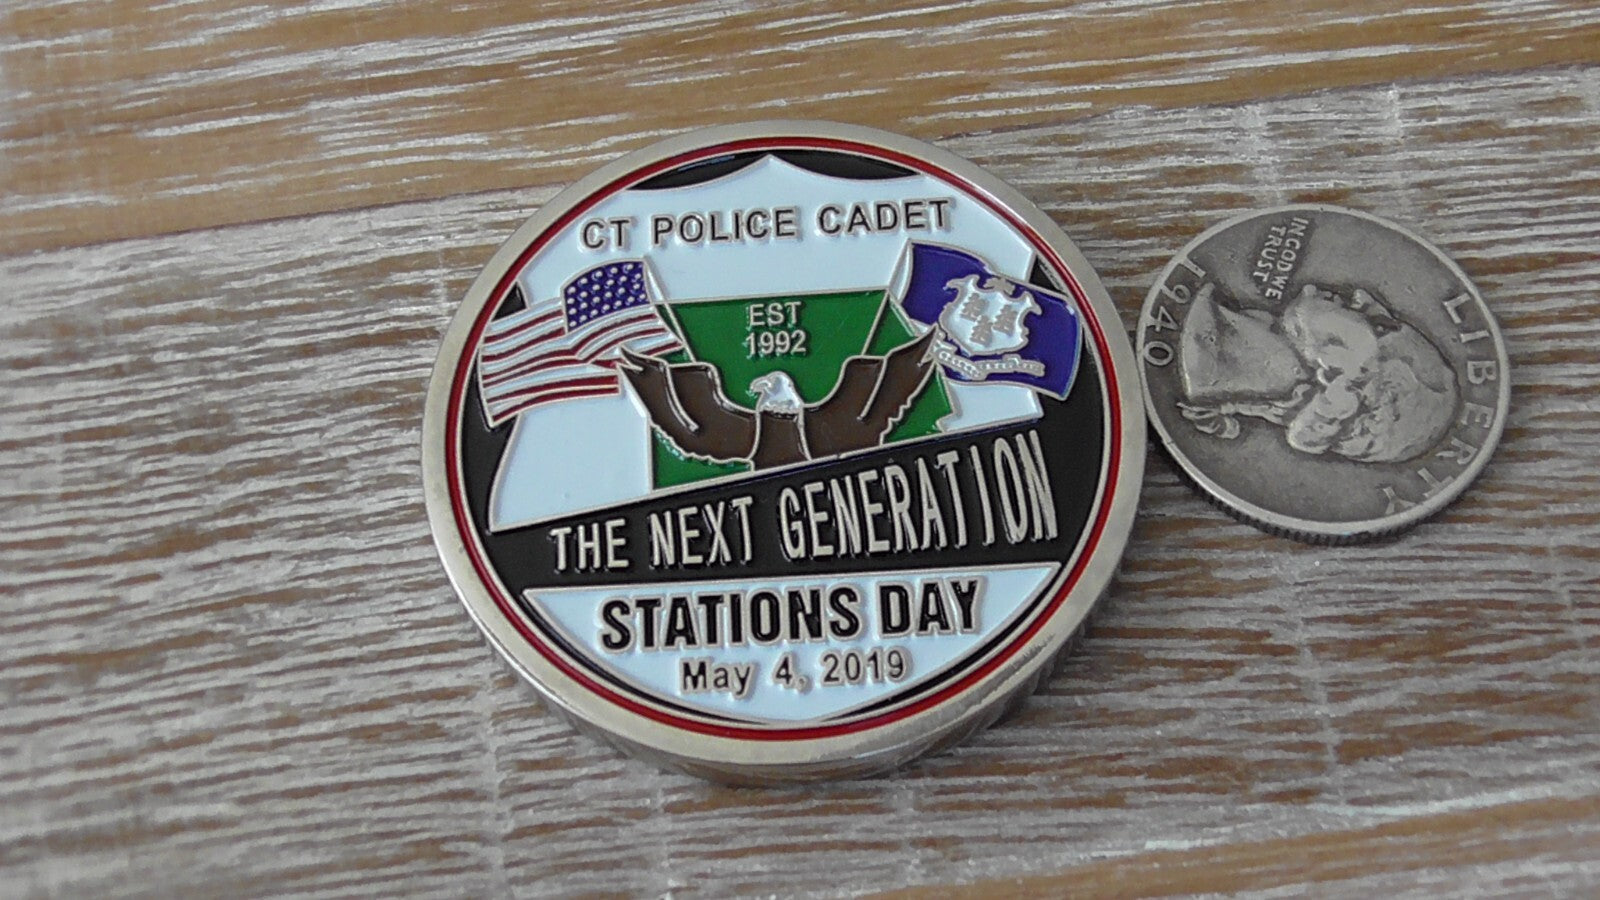 CT POLICE CADET
EST
1992
THE NEXT GENERATION
STATIONS DAY
May 4, 2019
LIBERTY
IN GOD WE
TRUST
1940